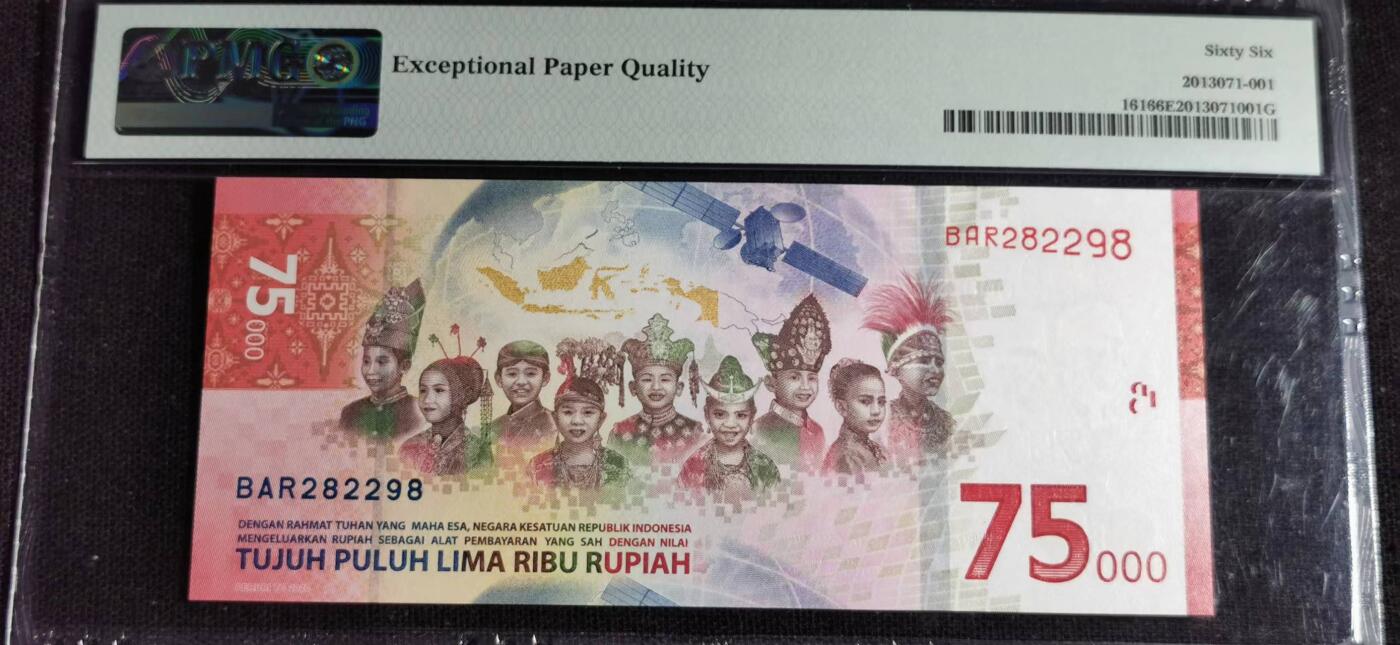 PMG
Exceptional Paper Quality
Sixty Six
2013071-001
16166E2013071001G
75
000
BAR282298
BAR282298
DENGAN RAHMAT TUHAN YANG MAHA ESA, NEGARA KESATUAN REPUBLIK INDONESIA
MENGELUARKAN RUPIAH SEBAGAI ALAT PEMBAYARAN YANG SAH DENGAN NILAI
TUJUH PULUH LIMA RIBU RUPIAH
75000